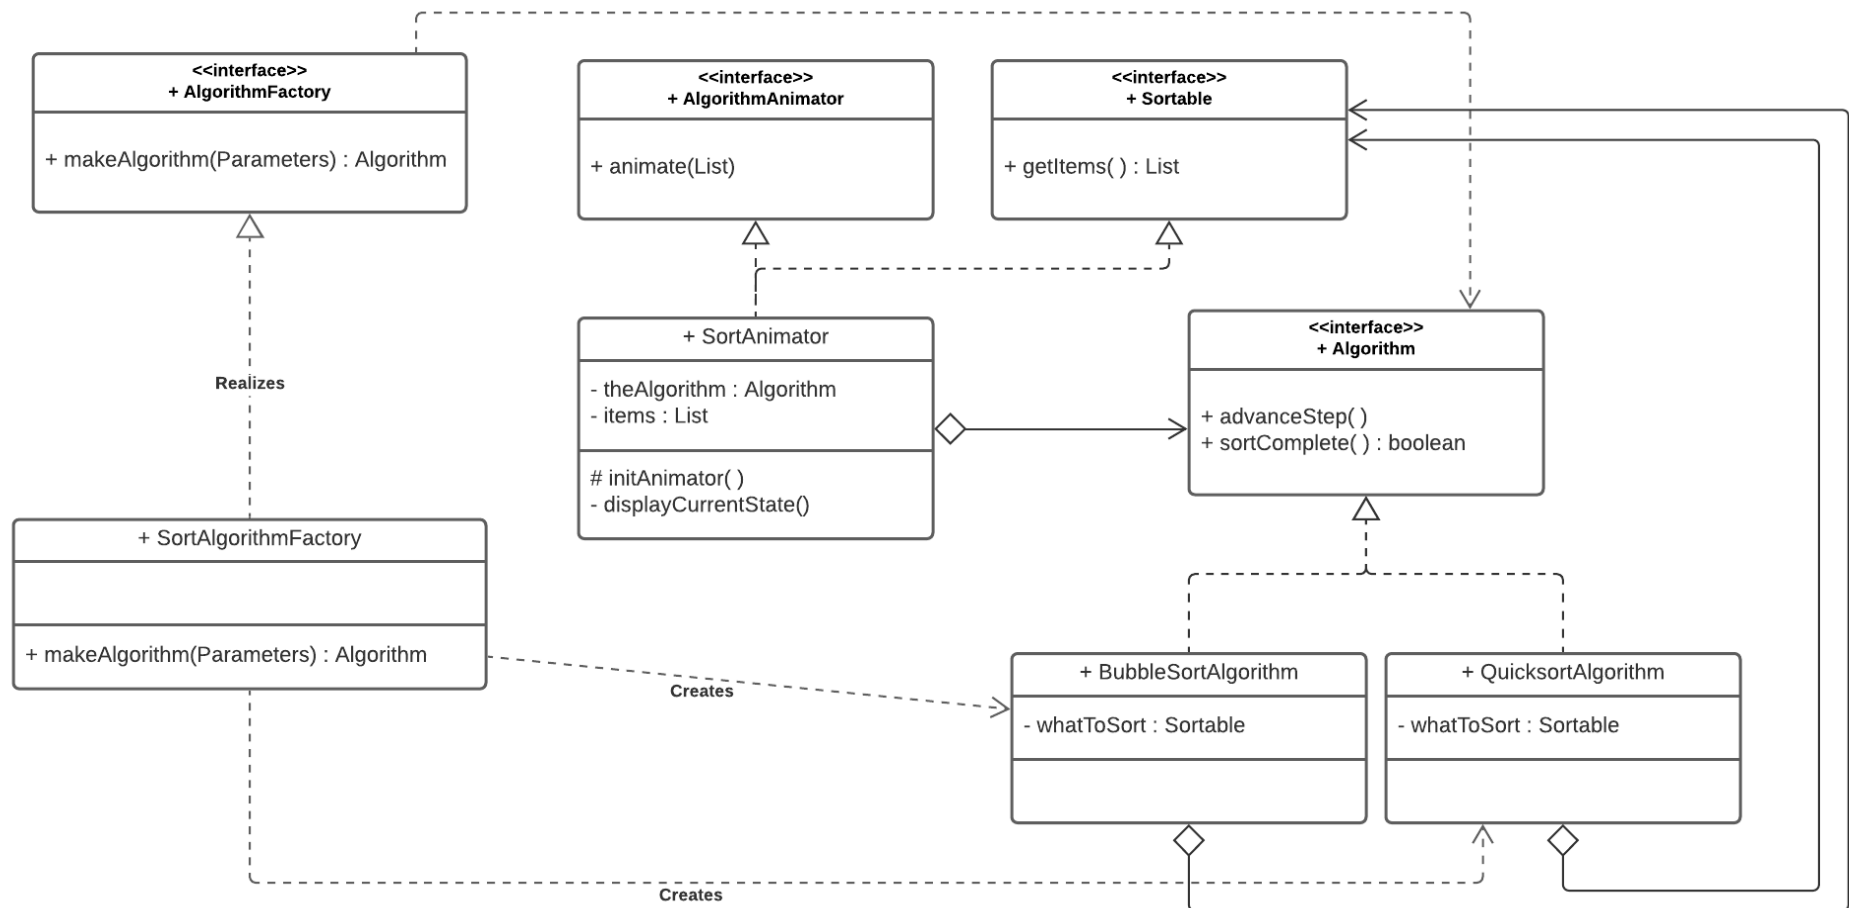 <<interface>>
+ AlgorithmFactory
+ makeAlgorithm(Parameters) : Algorithm
<<interface>>
+ AlgorithmAnimator
+ animate(List)
<<interface>>
+ Sortable
+ getItems( ) : List
Realizes
+ SortAnimator
- theAlgorithm : Algorithm
- items : List
# initAnimator( )
- displayCurrentState()
<<interface>>
+ Algorithm
+ advanceStep( )
+ sortComplete( ) : boolean
+ SortAlgorithmFactory
+ makeAlgorithm(Parameters) : Algorithm
Creates
+ BubbleSortAlgorithm
- whatToSort : Sortable
+ QuicksortAlgorithm
- whatToSort : Sortable
Creates